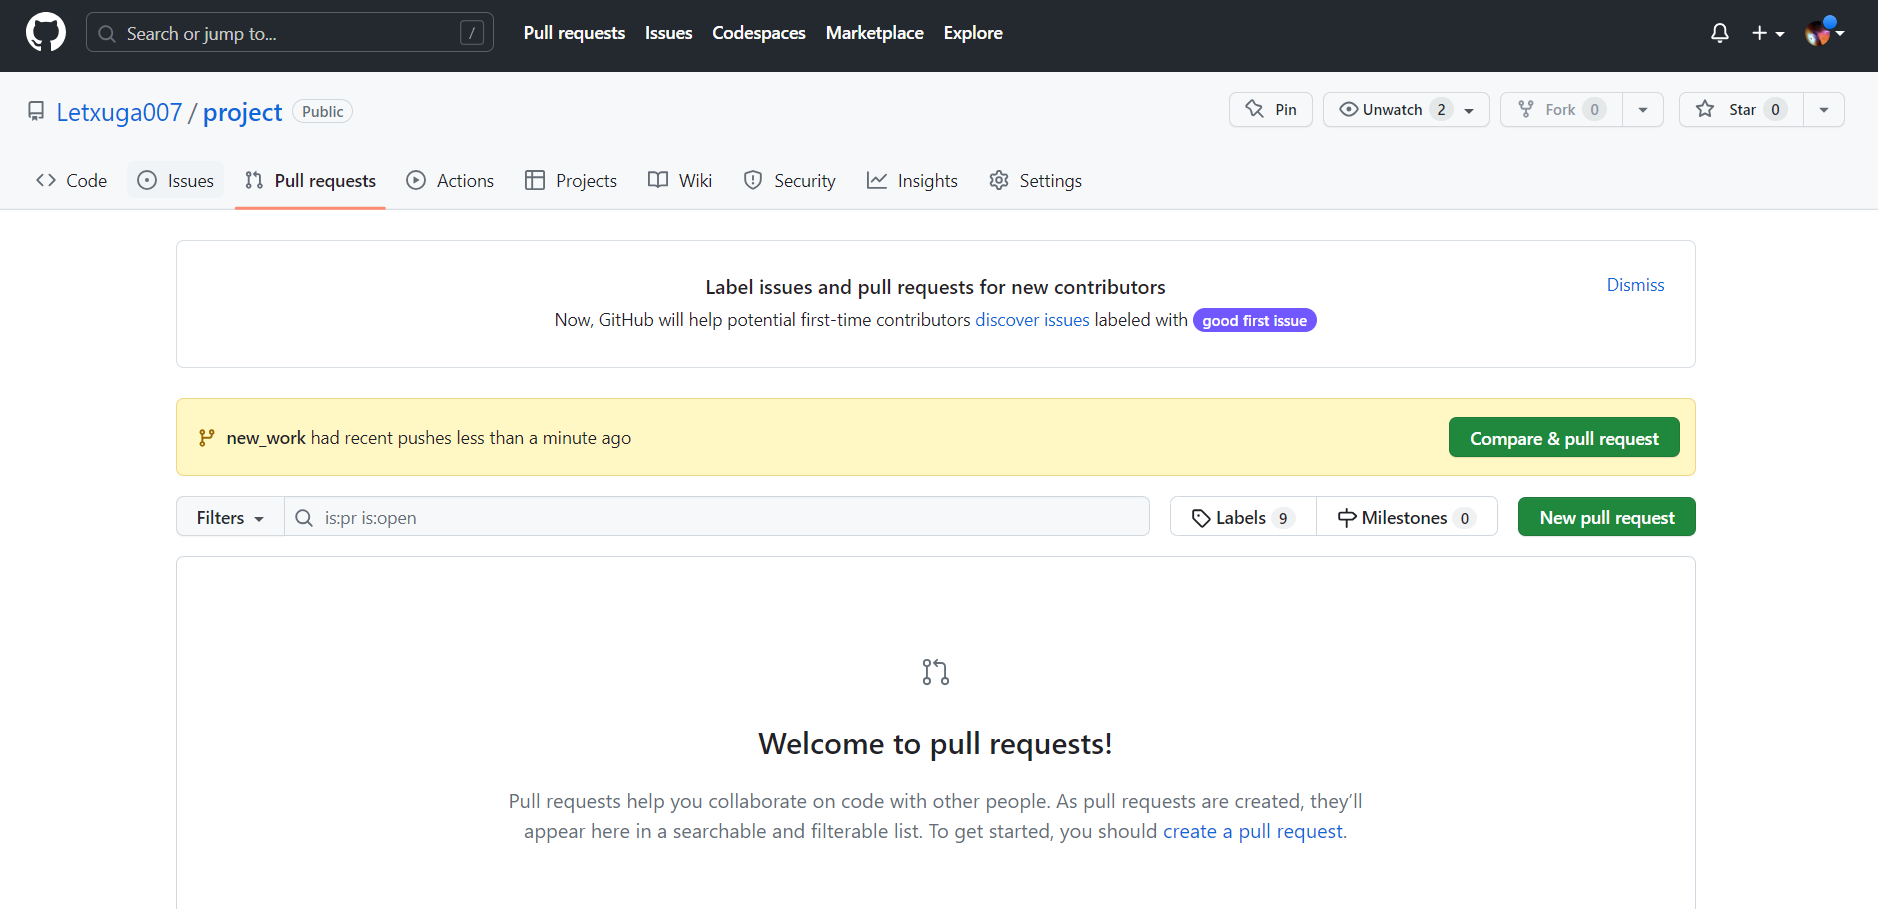 Search or jump to... /
Pull requests Issues Codespaces Marketplace Explore
Letxuga007 / project Public
Pin Unwatch 2 Fork 0 Star 0
Code Issues Pull requests Actions Projects Wiki Security Insights Settings
Label issues and pull requests for new contributors
Dismiss
Now, GitHub will help potential first-time contributors discover issues labeled with good first issue
new_work had recent pushes less than a minute ago
Compare & pull request
Filters is:pr is:open Labels 9 Milestones 0 New pull request
Welcome to pull requests!
Pull requests help you collaborate on code with other people. As pull requests are created, they’ll
appear here in a searchable and filterable list. To get started, you should create a pull request.